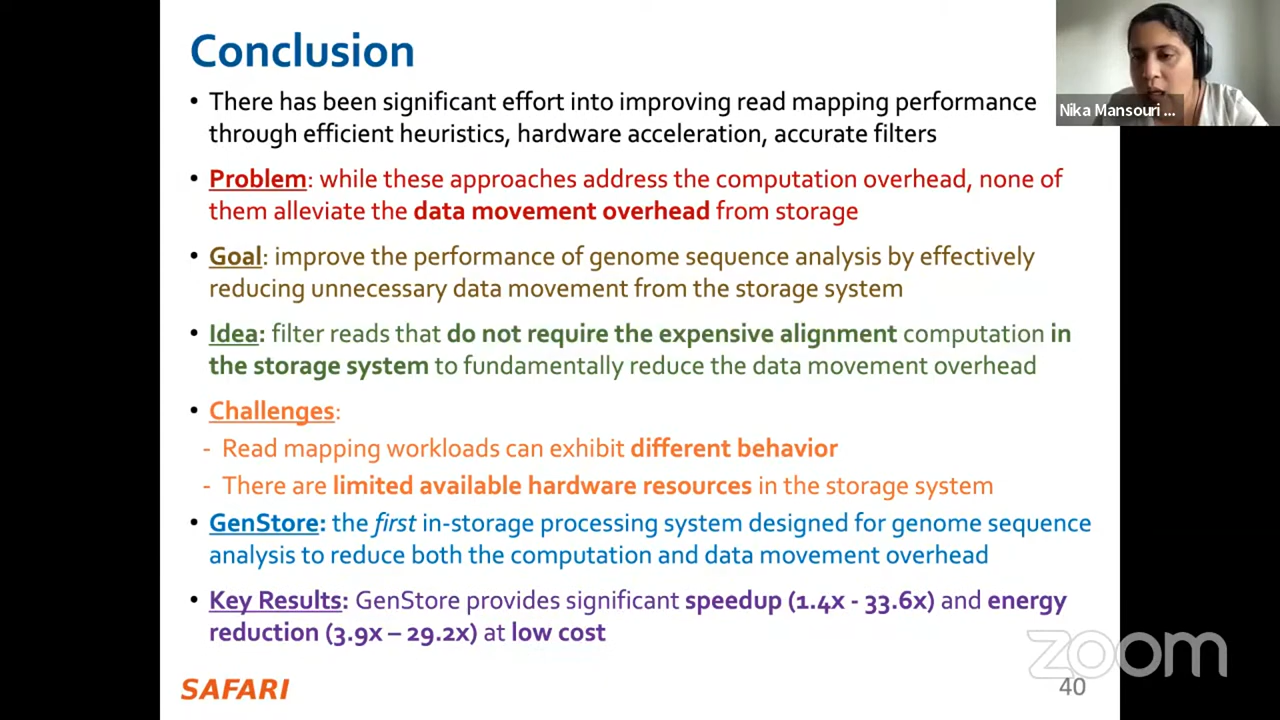 Conclusion
• There has been significant effort into improving read mapping performance
through efficient heuristics, hardware acceleration, accurate filters
• Problem: while these approaches address the computation overhead, none of
them alleviate the data movement overhead from storage
• Goal: improve the performance of genome sequence analysis by effectively
reducing unnecessary data movement from the storage system
• Idea: filter reads that do not require the expensive alignment computation in
the storage system to fundamentally reduce the data movement overhead
• Challenges:
- Read mapping workloads can exhibit different behavior
- There are limited available hardware resources in the storage system
• GenStore: the first in-storage processing system designed for genome sequence
analysis to reduce both the computation and data movement overhead
• Key Results: GenStore provides significant speedup (1.4x - 33.6x) and energy
reduction (3.9x – 29.2x) at low cost
SAFARI
40
zoom
Nika Mansouri ...